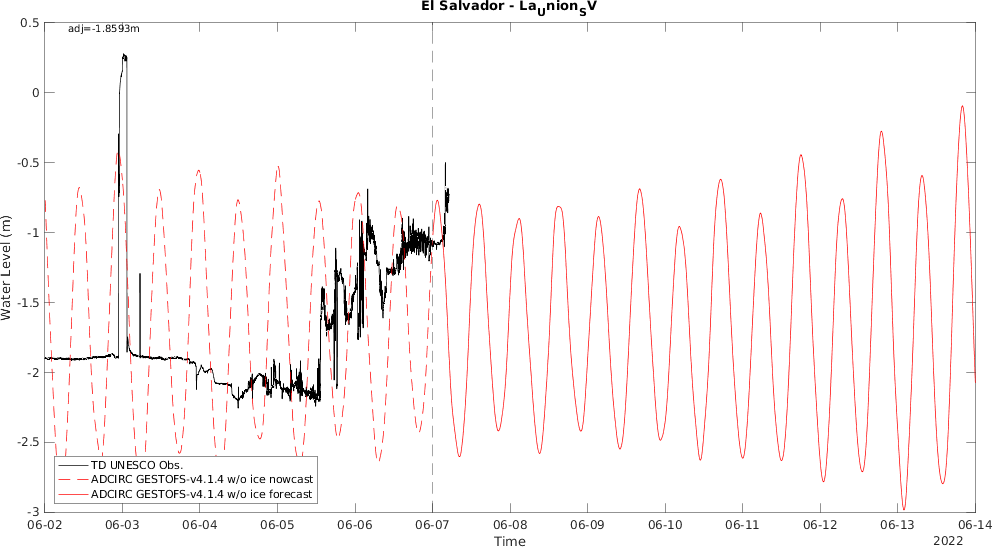 El Salvador - LaUnionSV
adj=-1.8593m
0.5
0
-0.5
-1
-1.5
-2
-2.5
-3
Water Level (m)
TD UNESCO Obs.
ADCIRC GESTOFS-v4.1.4 w/o ice nowcast
ADCIRC GESTOFS-v4.1.4 w/o ice forecast
06-02 06-03 06-04 06-05 06-06 06-07 06-08 06-09 06-10 06-11 06-12 06-13 06-14
Time
2022